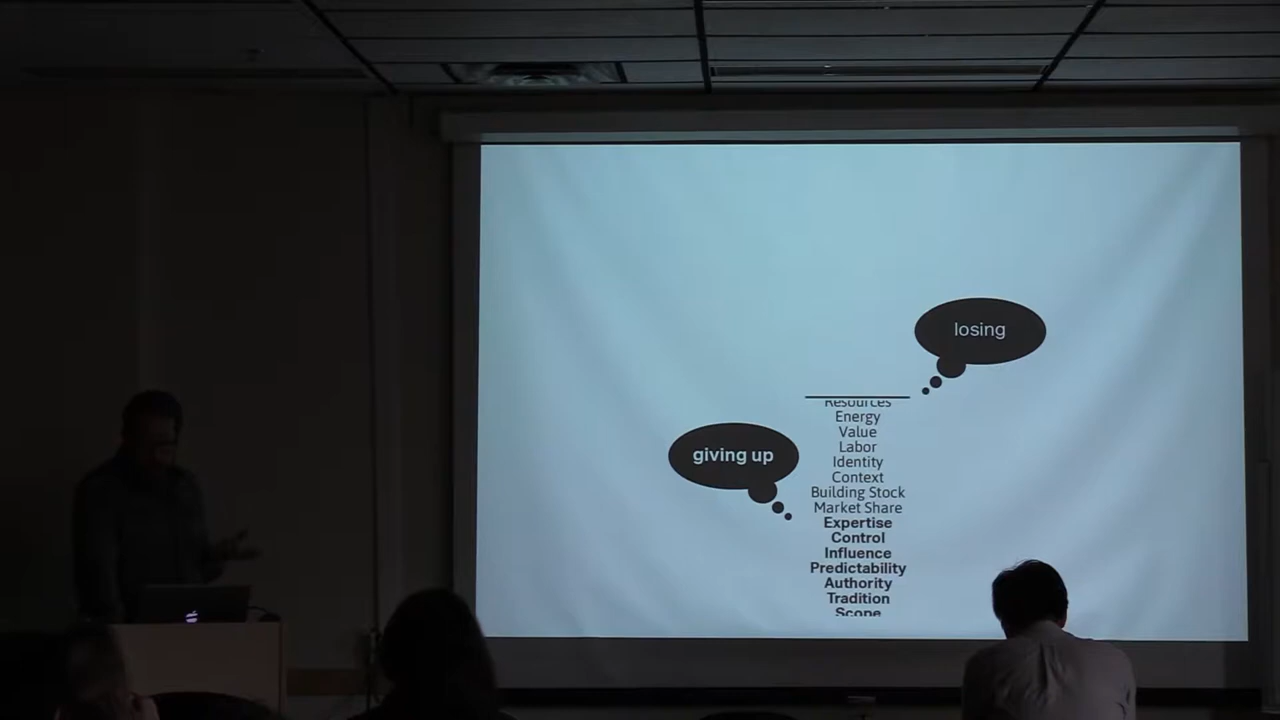 losing
giving up
Resources
Energy
Value
Labor
Identity
Context
Building Stock
Market Share
Expertise
Control
Influence
Predictability
Authority
Tradition
Scope